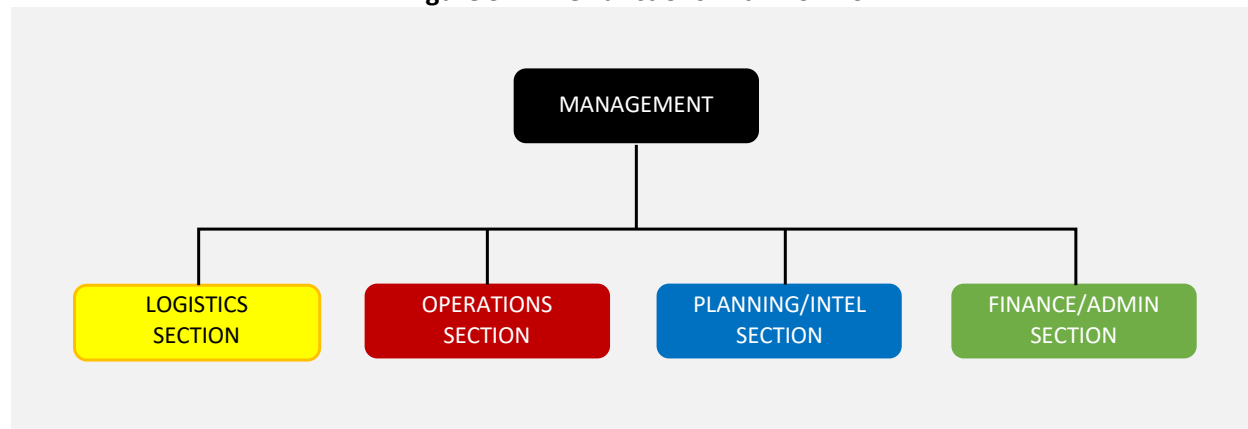 MANAGEMENT
LOGISTICS
SECTION
OPERATIONS
SECTION
PLANNING/INTEL
SECTION
FINANCE/ADMIN
SECTION